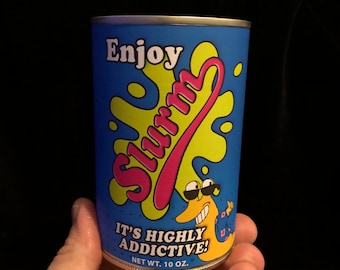 Enjoy
Slurm
IT'S HIGHLY
ADDICTIVE!
NET WT. 10 OZ.